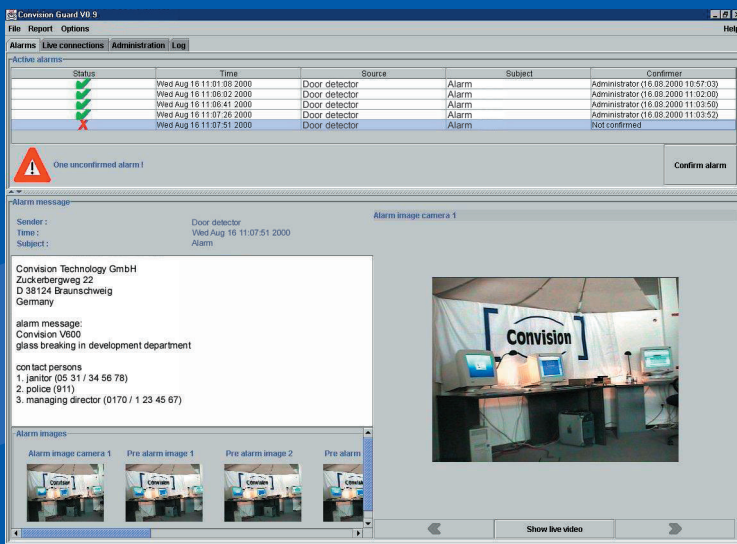 Convision Guard V0.9
File Report Options Help
Alarms Live connections Administration Log
Active alarms
Status Time Source Subject Confirmer
Wed Aug 16 11:01:08 2000 Door detector Alarm Administrator (16.08.2000 10:57:03)
Wed Aug 16 11:06:02 2000 Door detector Alarm Administrator (16.08.2000 11:02:00)
Wed Aug 16 11:06:41 2000 Door detector Alarm Administrator (16.08.2000 11:03:50)
Wed Aug 16 11:07:26 2000 Door detector Alarm Administrator (16.08.2000 11:03:52)
Wed Aug 16 11:07:51 2000 Door detector Alarm Not confirmed
One unconfirmed alarm !
Confirm alarm
Alarm message
Sender : Door detector
Time : Wed Aug 16 11:07:51 2000
Subject : Alarm
Convision Technology GmbH
Zuckerbergweg 22
D 38124 Braunschweig
Germany
alarm message:
Convision V600
glass breaking in development department
contact persons
1. janitor (05 31 / 34 56 78)
2. police (911)
3. managing director (0170 / 1 23 45 67)
Alarm images
Alarm image camera 1 Pre alarm image 1 Pre alarm image 2 Pre alarm
Convision Convision Convision
Alarm image camera 1
Convision
Show live video